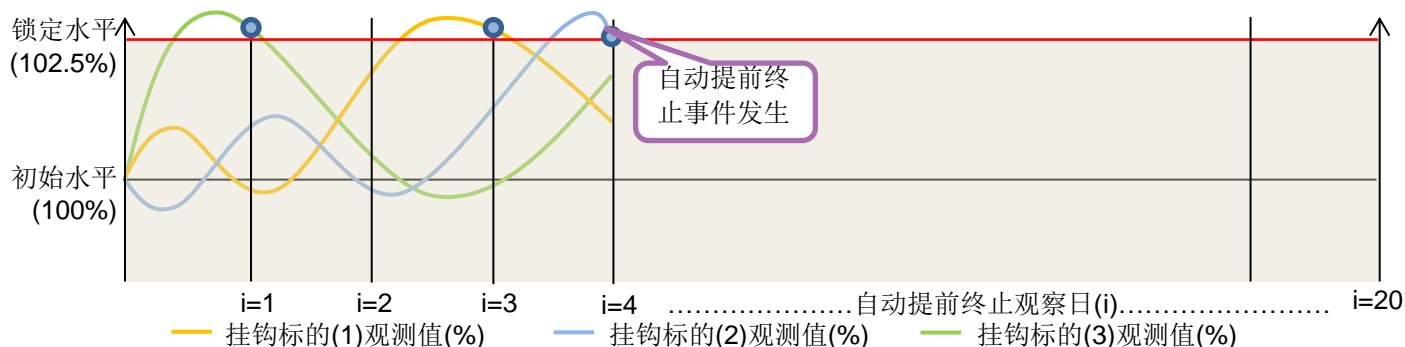 锁定水平
(102.5%)
自动提前终
止事件发生
初始水平
(100%)
i=1 i=2 i=3 i=4 …………………自动提前终止观察日(i)…………………… i=20
挂钩标的(1)观测值(%) 挂钩标的(2)观测值(%) 挂钩标的(3)观测值(%)